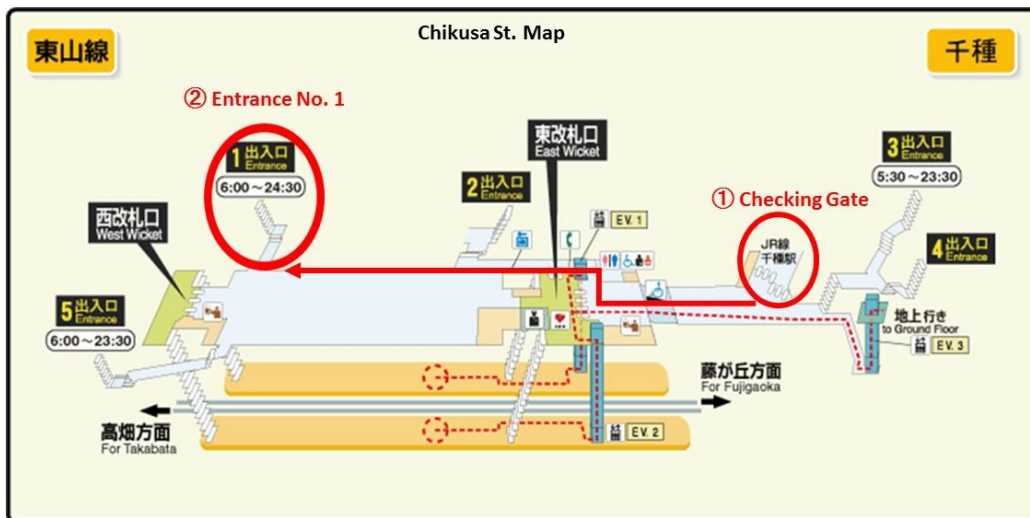 Chikusa St. Map
東山線
千種
② Entrance No. 1
1 出入口
Entrance
6:00～24:30
東改札口
East Wicket
2 出入口
Entrance
3 出入口
Entrance
5:30～23:30
① Checking Gate
西改札口
West Wicket
EV. 1
JR線
千種駅
4 出入口
Entrance
5 出入口
Entrance
6:00～23:30
地上行き
to Ground Floor
EV. 3
藤が丘方面
For Fujigaoka
高畑方面
For Takabata
EV. 2